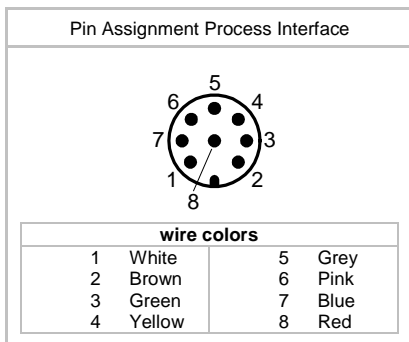 Pin Assignment Process Interface
5
6 4
7 3
1 2
8
wire colors
1 White 5 Grey
2 Brown 6 Pink
3 Green 7 Blue
4 Yellow 8 Red